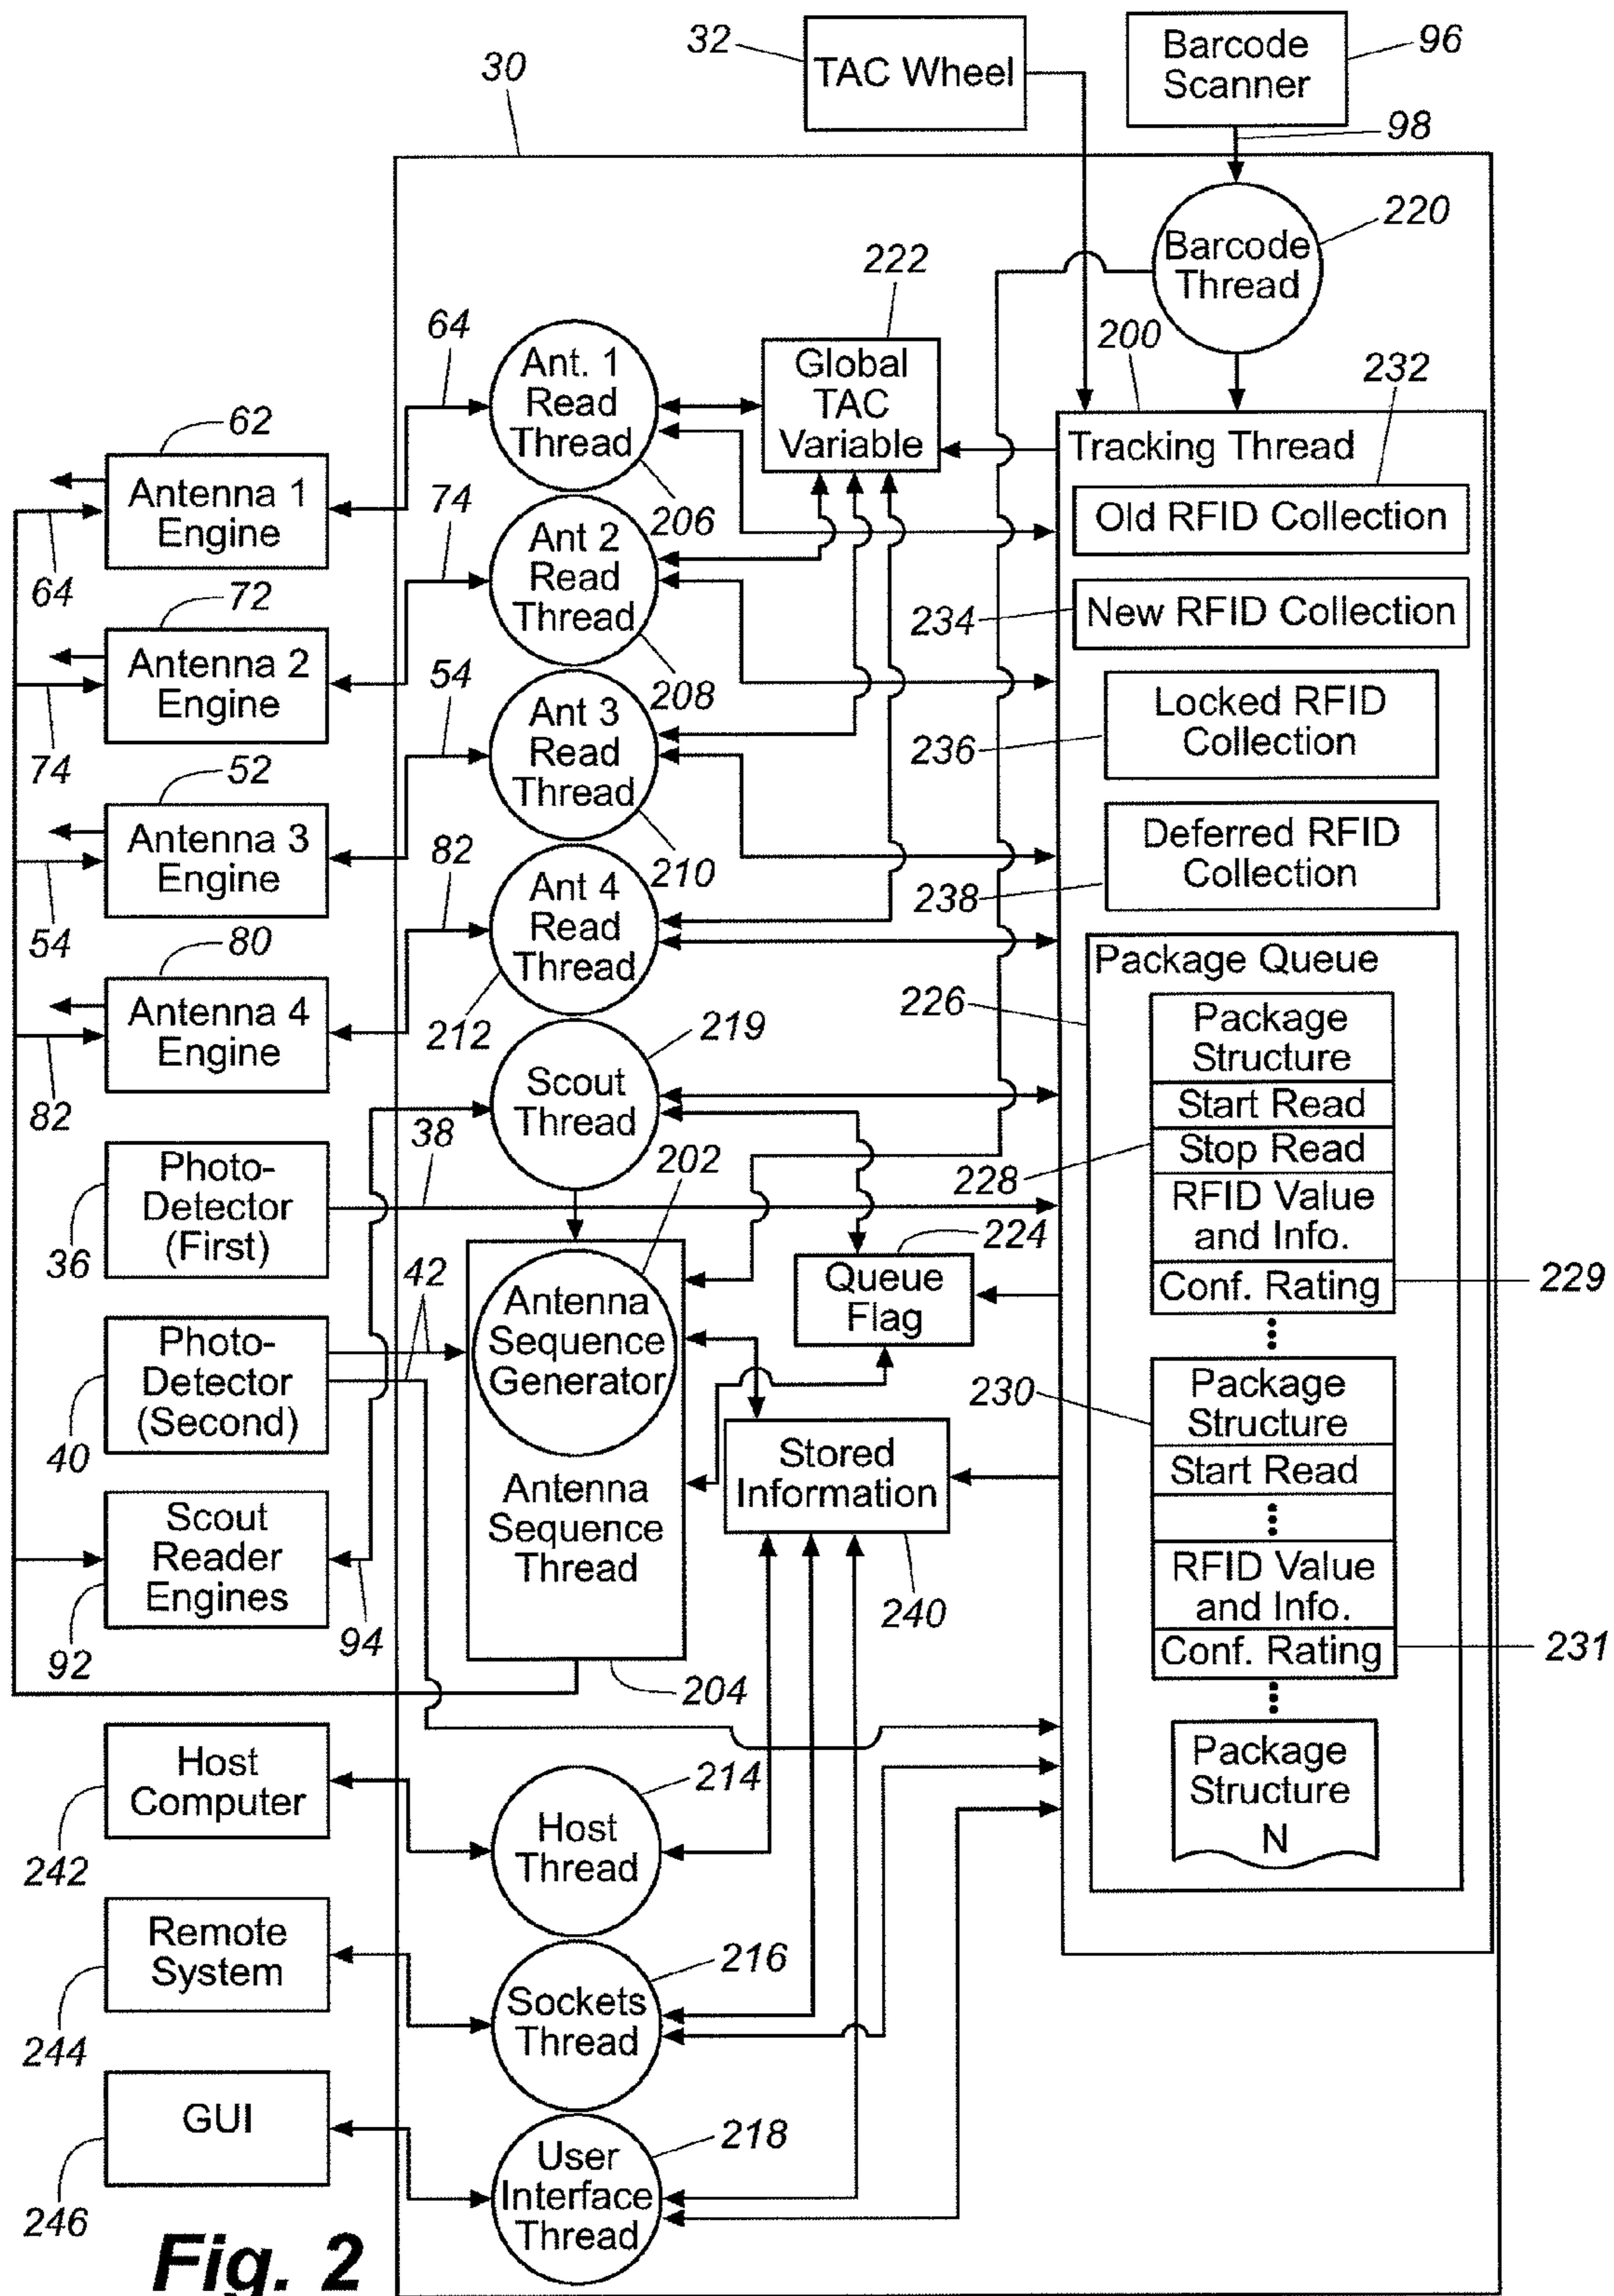 32
TAC Wheel
Barcode
Scanner
96
98
30
220
Barcode
Thread
222
200
232
64
Ant. 1
Read
Thread
206
Global
TAC
Variable
Tracking Thread
Old RFID Collection
62
Antenna 1
Engine
64
74
Ant 2
Read
Thread
208
234
New RFID Collection
72
Antenna 2
Engine
74
54
Ant 3
Read
Thread
210
236
Locked RFID
Collection
52
Antenna 3
Engine
54
82
Ant 4
Read
Thread
212
238
Deferred RFID
Collection
80
Antenna 4
Engine
82
219
Scout
Thread
226
Package Queue
Package
Structure
Start Read
Stop Read
228
RFID Value
and Info.
Conf. Rating
229
Photo-
Detector
(First)
36
38
202
224
Queue
Flag
42
Antenna
Sequence
Generator
Antenna
Sequence
Thread
204
Photo-
Detector
(Second)
40
Stored
Information
240
230
Package
Structure
Start Read
RFID Value
and Info.
Conf. Rating
231
Scout
Reader
Engines
92
94
Package
Structure
N
Host
Computer
242
214
Host
Thread
Remote
System
244
216
Sockets
Thread
GUI
246
218
User
Interface
Thread
Fig. 2